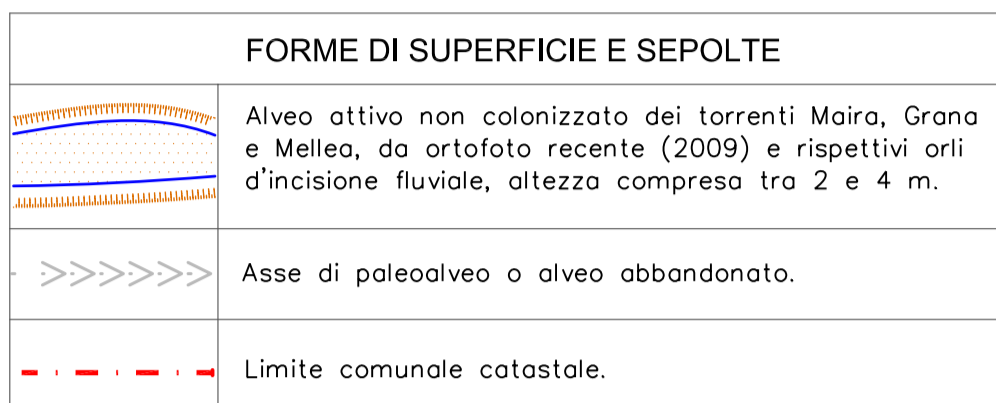 FORME DI SUPERFICIE E SEPOLTE
Alveo attivo non colonizzato dei torrenti Maira, Grana
e Mellea, da ortofoto recente (2009) e rispettivi orli
d'incisione fluviale, altezza compresa tra 2 e 4 m.
Asse di paleoalveo o alveo abbandonato.
Limite comunale catastale.